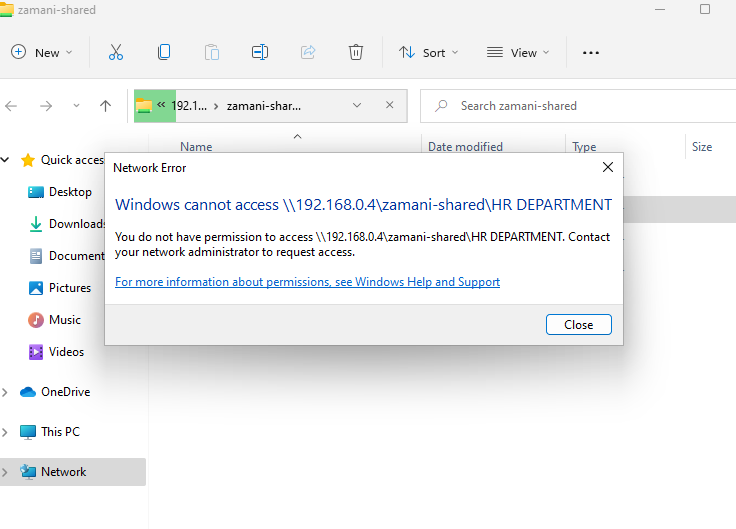 zamani-shared
New
Sort
View
« 192.1... > zamani-shar...
Search zamani-shared
Name
Date modified
Type
Size
Quick acces
Desktop
Downloads
Document
Pictures
Music
Videos
OneDrive
This PC
Network
Network Error
Windows cannot access \\192.168.0.4\zamani-shared\HR DEPARTMENT
You do not have permission to access \\192.168.0.4\zamani-shared\HR DEPARTMENT. Contact
your network administrator to request access.
For more information about permissions, see Windows Help and Support
Close